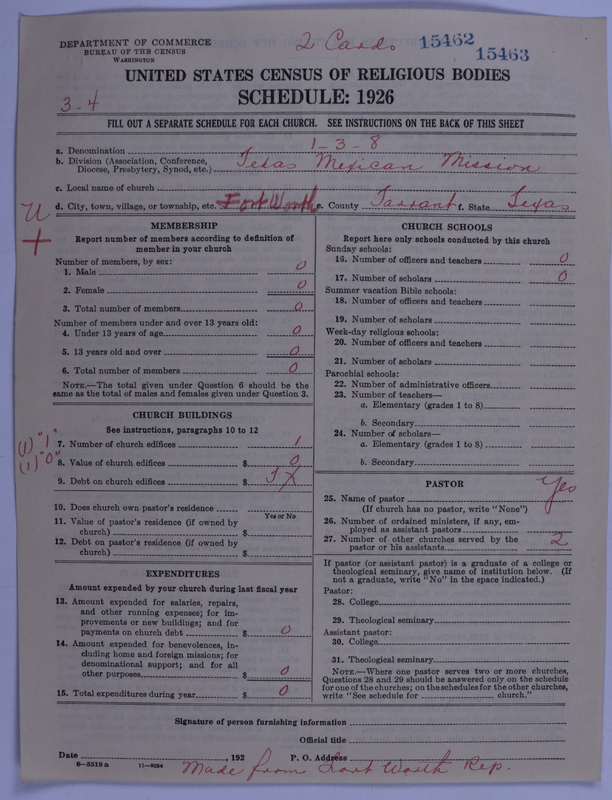 DEPARTMENT OF COMMERCE
BUREAU OF THE CENSUS
WASHINGTON
2 Cards
15462
15463
UNITED STATES CENSUS OF RELIGIOUS BODIES
3-4
SCHEDULE: 1926
FILL OUT A SEPARATE SCHEDULE FOR EACH CHURCH. SEE INSTRUCTIONS ON THE BACK OF THIS SHEET
a. Denomination 1-3-8
b. Division (Association, Conference, Diocese, Presbytery, Synod, etc.) Texas Mexican Mission
c. Local name of church
d. City, town, village, or township, etc. Fort Worth e. County Tarrant f. State Texas
U
+
MEMBERSHIP
Report number of members according to definition of
member in your church
Number of members, by sex:
1. Male 0
2. Female 0
3. Total number of members 0
Number of members under and over 13 years old:
4. Under 13 years of age 0
5. 13 years old and over 0
6. Total number of members 0
NOTE.—The total given under Question 6 should be the
same as the total of males and females given under Question 3.
CHURCH BUILDINGS
See instructions, paragraphs 10 to 12
(1) "1"
7. Number of church edifices 1
(1) "0"
8. Value of church edifices $ 0
9. Debt on church edifices $
10. Does church own pastor's residence
Yes or No
11. Value of pastor's residence (if owned by
church) $
12. Debt on pastor's residence (if owned by
church) $
EXPENDITURES
Amount expended by your church during last fiscal year
13. Amount expended for salaries, repairs,
and other running expenses; for im-
provements or new buildings; and for
payments on church debt $ 0
14. Amount expended for benevolences, in-
cluding home and foreign missions; for
denominational support; and for all
other purposes $ 0
15. Total expenditures during year $ 0
CHURCH SCHOOLS
Report here only schools conducted by this church
Sunday schools:
16. Number of officers and teachers 0
17. Number of scholars 0
Summer vacation Bible schools:
18. Number of officers and teachers
19. Number of scholars
Week-day religious schools:
20. Number of officers and teachers
21. Number of scholars
Parochial schools:
22. Number of administrative officers
23. Number of teachers—
a. Elementary (grades 1 to 8)
b. Secondary
24. Number of scholars—
a. Elementary (grades 1 to 8)
b. Secondary
PASTOR
25. Name of pastor Yes
(If church has no pastor, write "None")
26. Number of ordained ministers, if any, em-
ployed as assistant pastors
27. Number of other churches served by the
pastor or his assistants 2
If pastor (or assistant pastor) is a graduate of a college or
theological seminary, give name of institution below. (If
not a graduate, write "No" in the space indicated.)
Pastor:
28. College
29. Theological seminary
Assistant pastor:
30. College
31. Theological seminary
NOTE.—Where one pastor serves two or more churches,
Questions 28 and 29 should be answered only on the schedule
for one of the churches; on the schedules for the other churches,
write "See schedule for church."
Signature of person furnishing information
Official title
Date , 192 P. O. Address
8-5518 a 11-9054
Made from Fort Worth Rep.